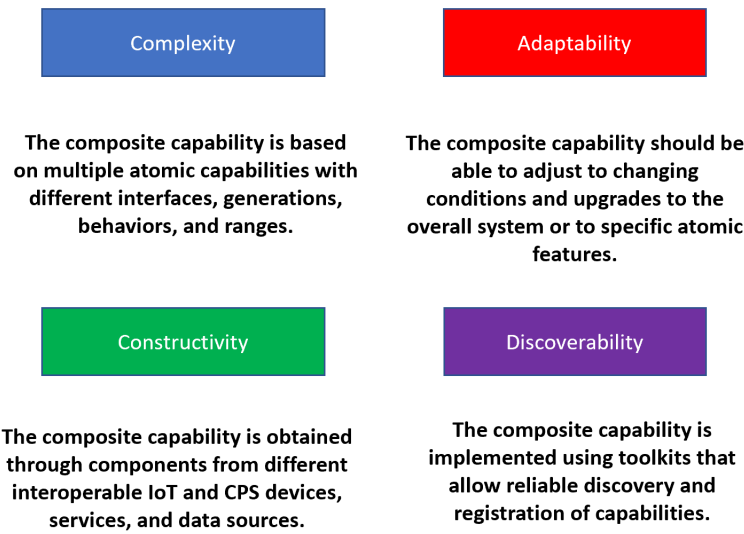 Complexity
The composite capability is based
on multiple atomic capabilities with
different interfaces, generations,
behaviors, and ranges.
Adaptability
The composite capability should be
able to adjust to changing
conditions and upgrades to the
overall system or to specific atomic
features.
Constructivity
The composite capability is obtained
through components from different
interoperable IoT and CPS devices,
services, and data sources.
Discoverability
The composite capability is
implemented using toolkits that
allow reliable discovery and
registration of capabilities.